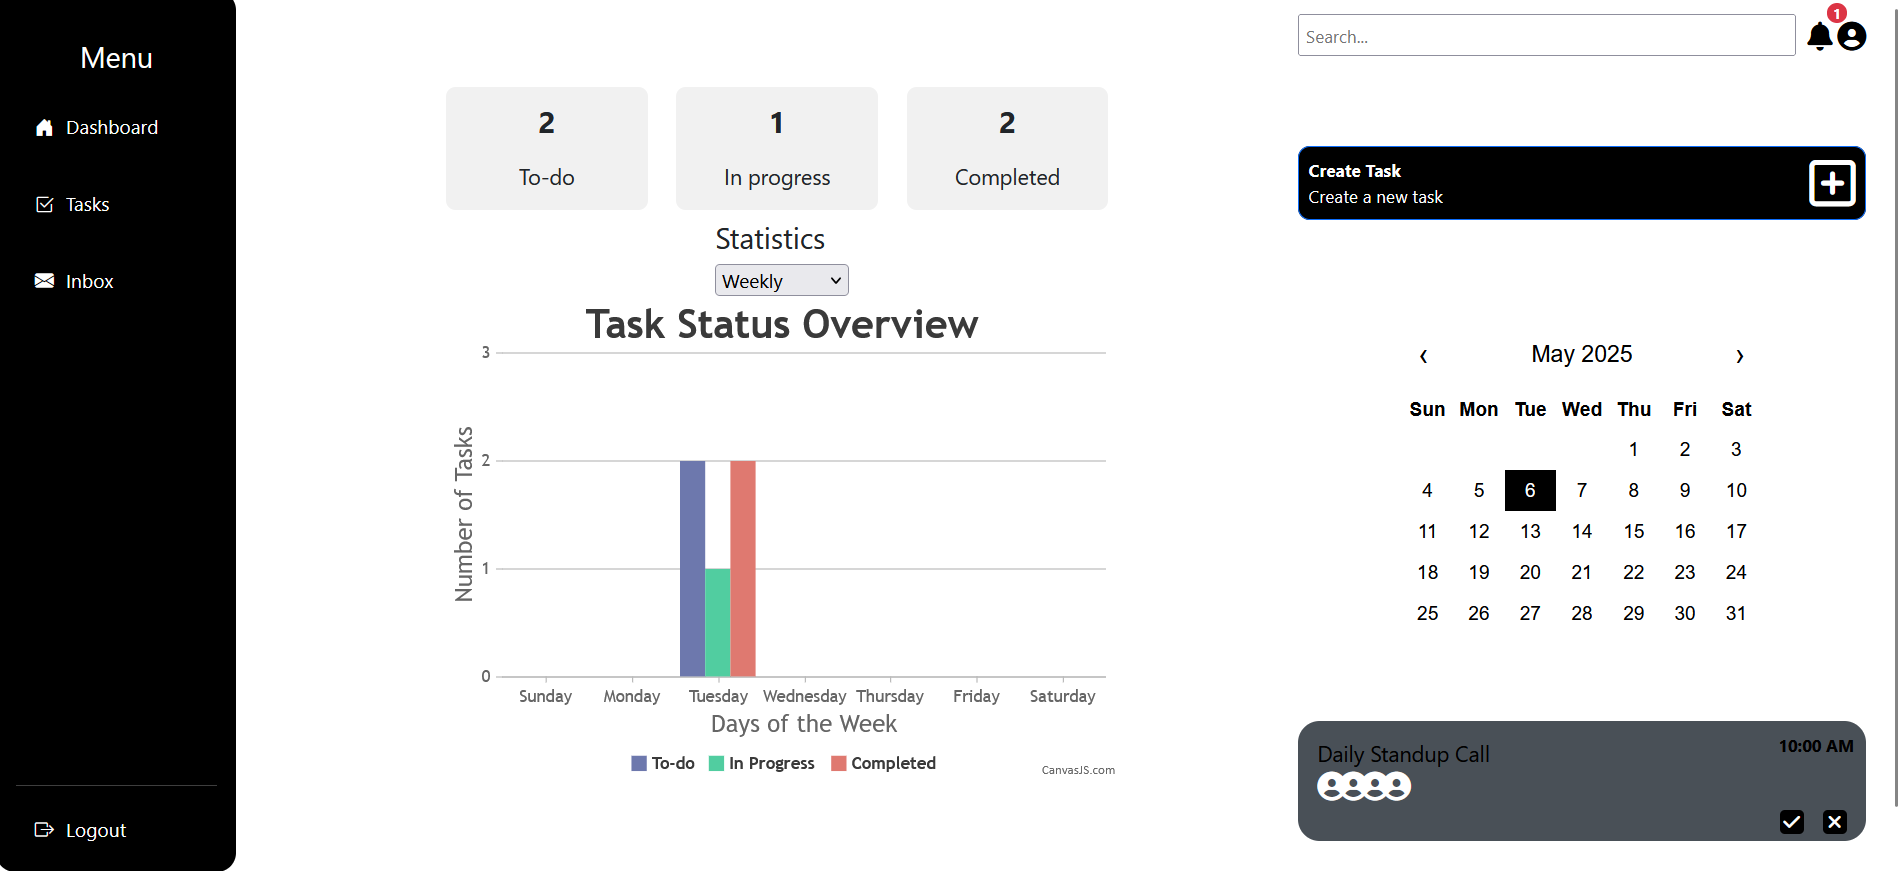 Menu
Dashboard
Tasks
Inbox
Logout
2
To-do
1
In progress
2
Completed
Statistics
Weekly
Task Status Overview
3
2
1
0
Number of Tasks
Sunday Monday Tuesday Wednesday Thursday Friday Saturday
Days of the Week
To-do In Progress Completed
CanvasJS.com
Search...
1
Create Task
Create a new task
‹ May 2025 ›
Sun Mon Tue Wed Thu Fri Sat
1 2 3
4 5 6 7 8 9 10
11 12 13 14 15 16 17
18 19 20 21 22 23 24
25 26 27 28 29 30 31
Daily Standup Call
10:00 AM